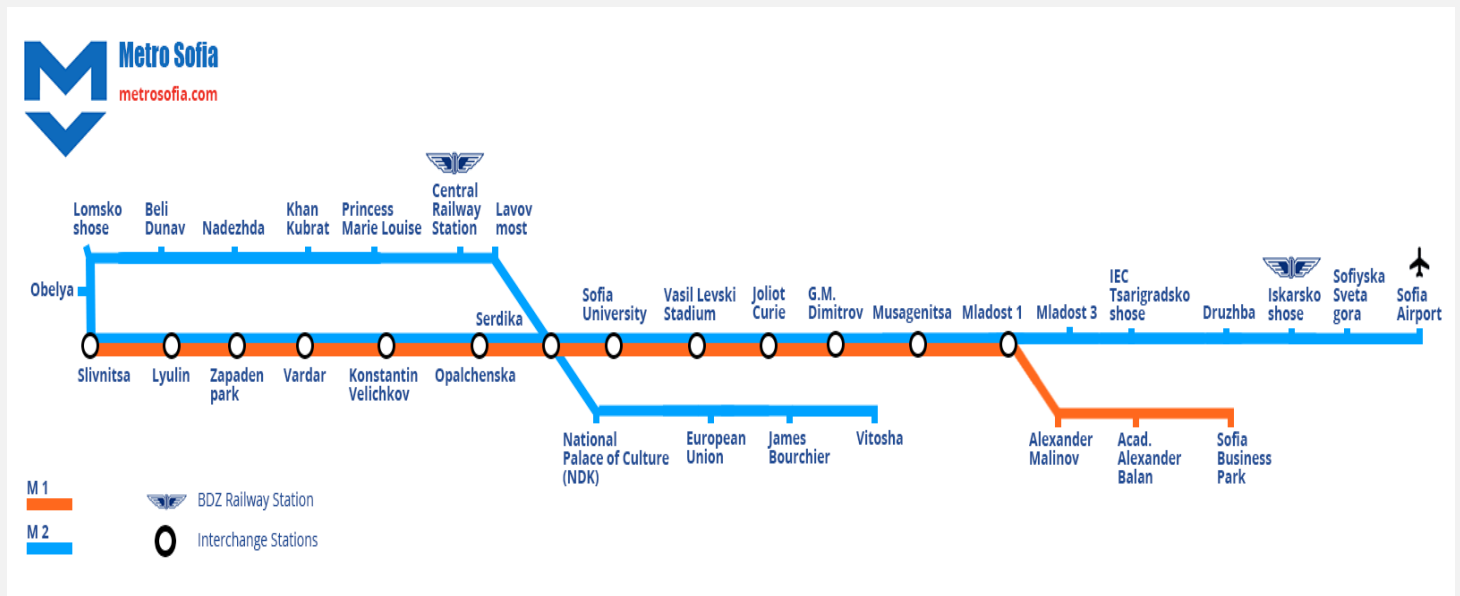 Metro Sofia
metrosofia.com
Lomsko
shose
Beli
Dunav
Nadezhda
Khan
Kubrat
Princess
Marie Louise
Central
Railway
Station
Lavov
most
Obelya
Serdika
Sofia
University
Vasil Levski
Stadium
Joliot
Curie
G.M.
Dimitrov
Musagenitsa
Mladost 1
Mladost 3
IEC
Tsarigradsko
shose
Druzhba
Iskarsko
shose
Sofiyska
Sveta
gora
Sofia
Airport
Slivnitsa
Lyulin
Zapaden
park
Vardar
Konstantin
Velichkov
Opalchenska
National
Palace of Culture
(NDK)
European
Union
James
Bourchier
Vitosha
Alexander
Malinov
Acad.
Alexander
Balan
Sofia
Business
Park
M 1
M 2
BDZ Railway Station
Interchange Stations